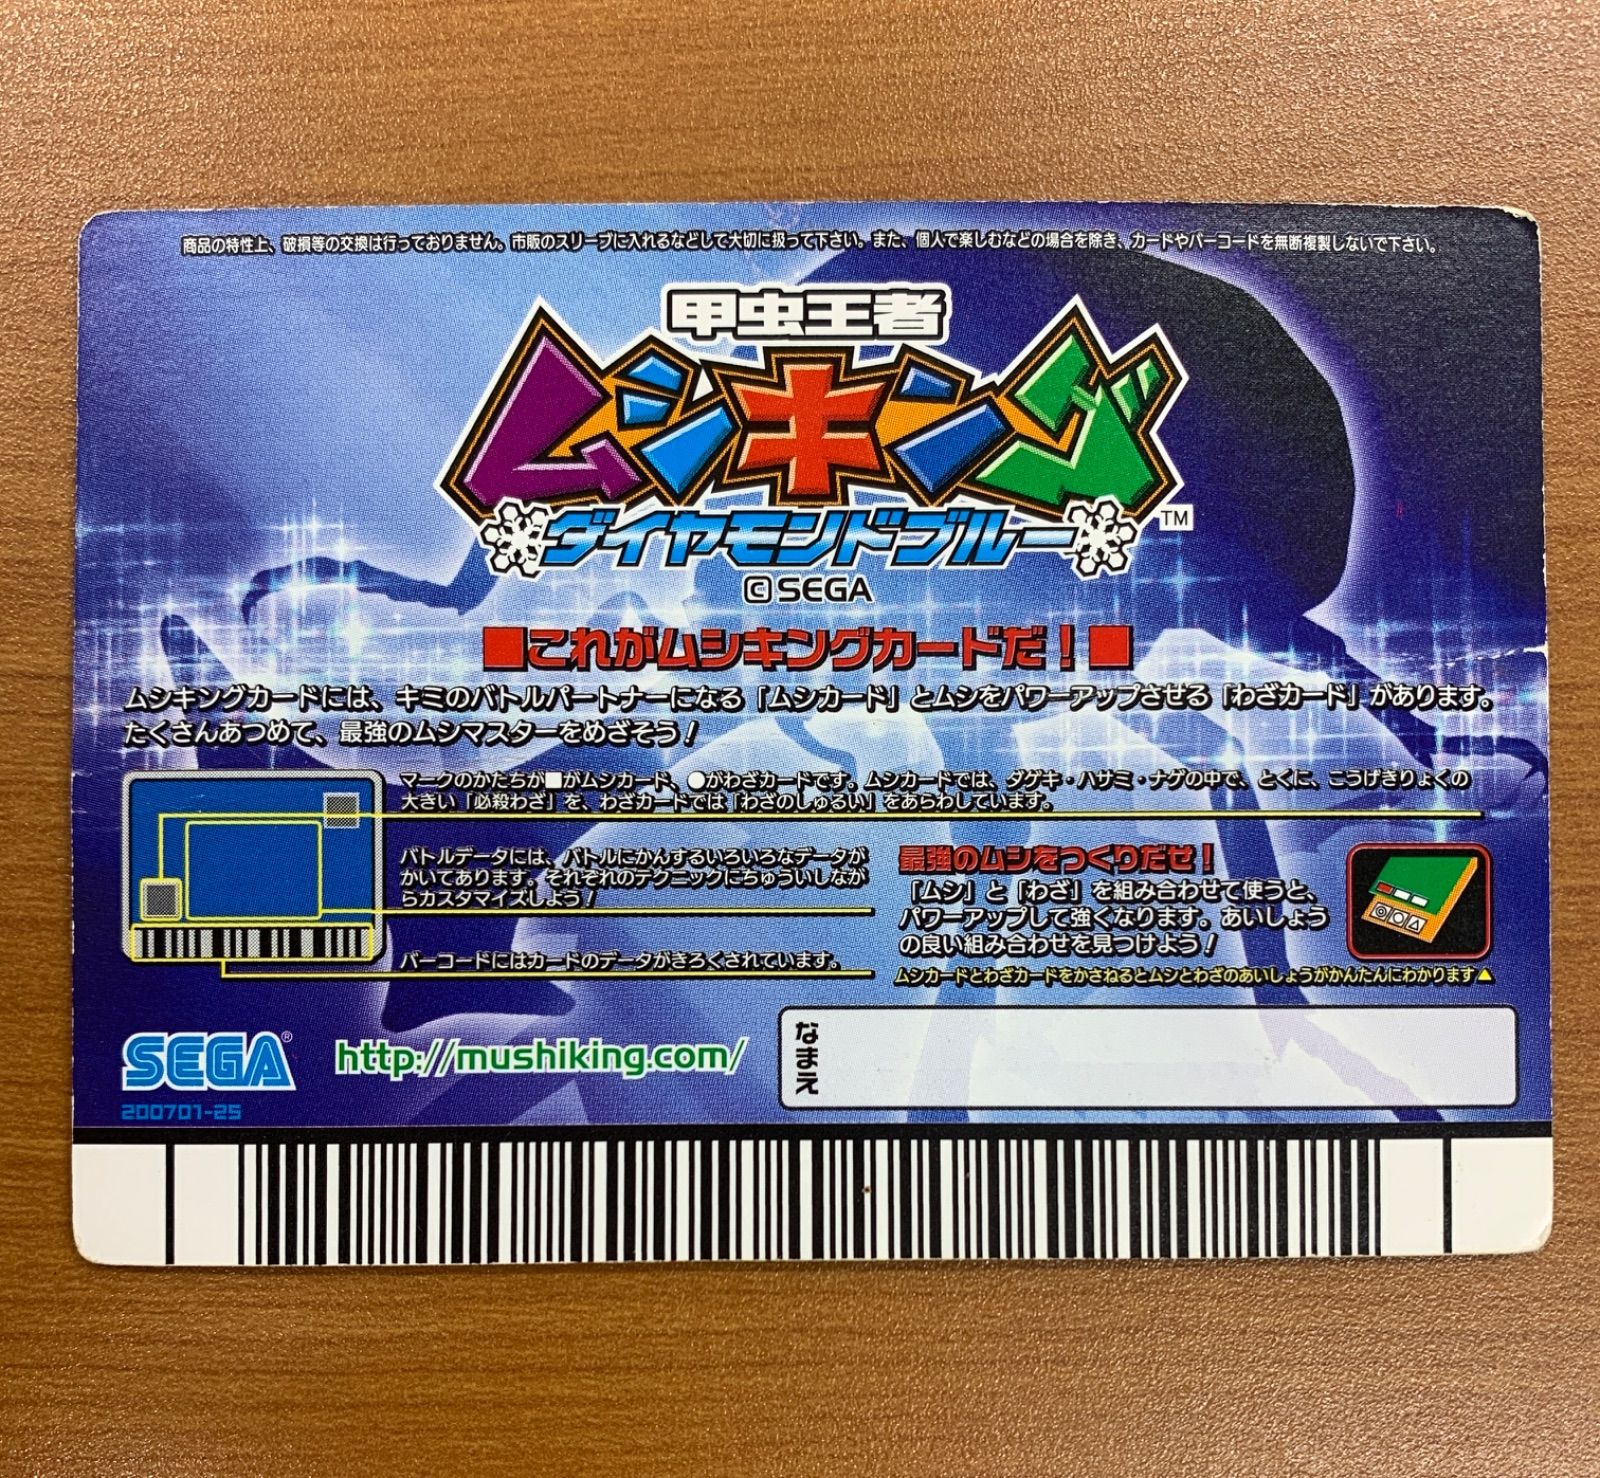 商品の特性上、破損等の交換は行っておりません。市販のスリーブに入れるなどして大切に扱って下さい。また、個人で楽しむなどの場合を除き、カードやバーコードを無断複製しないで下さい。
甲虫王者
ムシキング
ダイヤモンドブルー
TM
©SEGA
■これがムシキングカードだ！■
ムシキングカードには、キミのバトルパートナーになる「ムシカード」とムシをパワーアップさせる「わざカード」があります。
たくさんあつめて、最強のムシマスターをめざそう！
マークのかたちが■がムシカード、●がわざカードです。ムシカードでは、ダゲキ・ハサミ・ナゲの中で、とくに、こうげきりょくの
大きい「必殺わざ」を、わざカードでは「わざのしゅるい」をあらわしています。
バトルデータには、バトルにかんするいろいろなデータが
かいてあります。それぞれのテクニックにちゅういしなが
らカスタマイズしよう！
バーコードにはカードのデータがきろくされています。
最強のムシをつくりだせ！
「ムシ」と「わざ」を組み合わせて使うと、
パワーアップして強くなります。あいしょう
の良い組み合わせを見つけよう！
ムシカードとわざカードをかさねるとムシとわざのあいしょうがかんたんにわかります▲
SEGA®
http://mushiking.com/
なまえ
200701-25